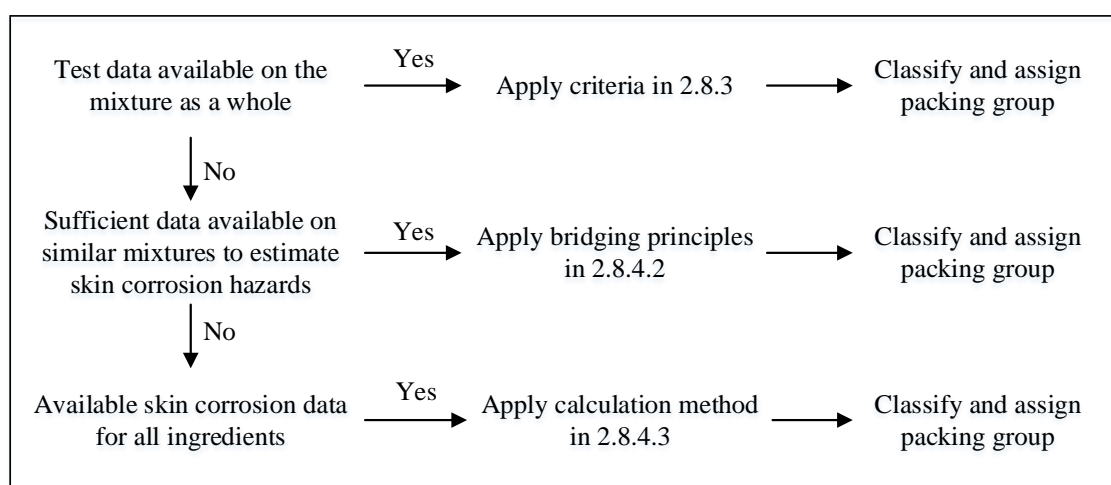 Test data available on the
mixture as a whole
Yes
Apply criteria in 2.8.3
Classify and assign
packing group
No
Sufficient data available on
similar mixtures to estimate
skin corrosion hazards
Yes
Apply bridging principles
in 2.8.4.2
Classify and assign
packing group
No
Available skin corrosion data
for all ingredients
Yes
Apply calculation method
in 2.8.4.3
Classify and assign
packing group